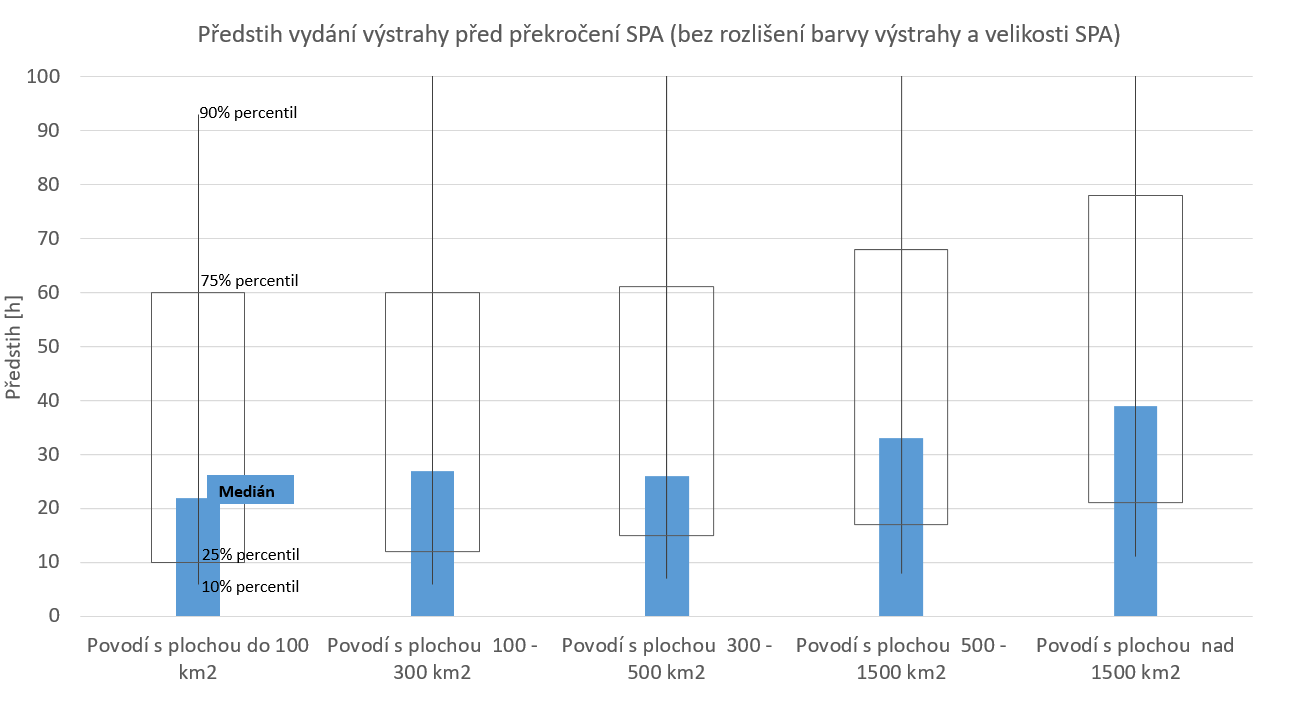 Předstih vydání výstrahy před překročení SPA (bez rozlišení barvy výstrahy a velikosti SPA)
Předstih [h]
100
90
80
70
60
50
40
30
20
10
0
90% percentil
75% percentil
Medián
25% percentil
10% percentil
Povodí s plochou do 100
km2
Povodí s plochou 100 -
300 km2
Povodí s plochou 300 -
500 km2
Povodí s plochou 500 -
1500 km2
Povodí s plochou nad
1500 km2